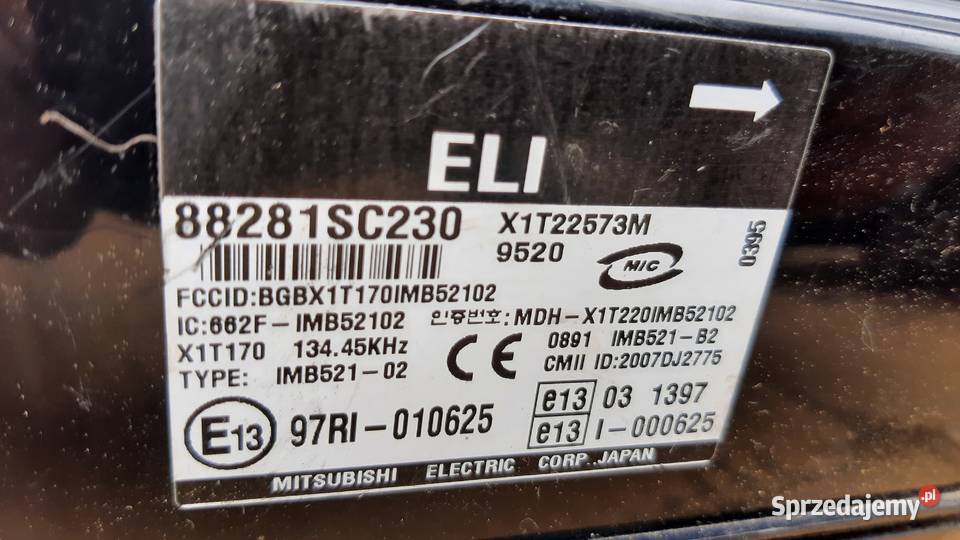 ELI
88281SC230 X1T22573M
9520
MIC
0395
FCCID:BGBX1T170IMB52102
IC:662F-IMB52102 인증번호:MDH-X1T220IMB52102
X1T170 134.45KHz 0891 IMB521-B2
CE
TYPE: IMB521-02 CMII ID:2007DJ2775
E13 97RI-010625 e13 03 1397
e13 I-000625
MITSUBISHI ELECTRIC CORP. JAPAN
Sprzedajemy.pl